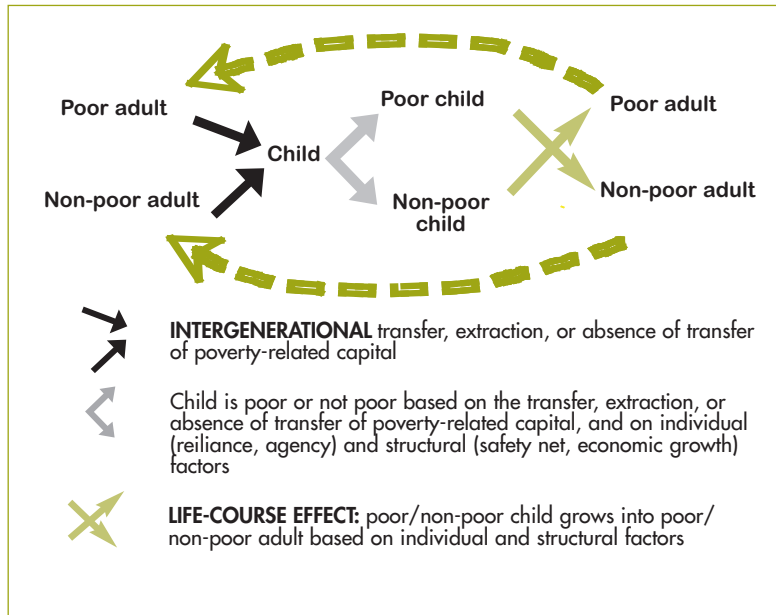 Poor adult
Non-poor adult
Child
Poor child
Non-poor
child
Poor adult
Non-poor adult
INTERGENERATIONAL transfer, extraction, or absence of transfer
of poverty-related capital
Child is poor or not poor based on the transfer, extraction, or
absence of transfer of poverty-related capital, and on individual
(reiliance, agency) and structural (safety net, economic growth)
factors
LIFE-COURSE EFFECT: poor/non-poor child grows into poor/
non-poor adult based on individual and structural factors